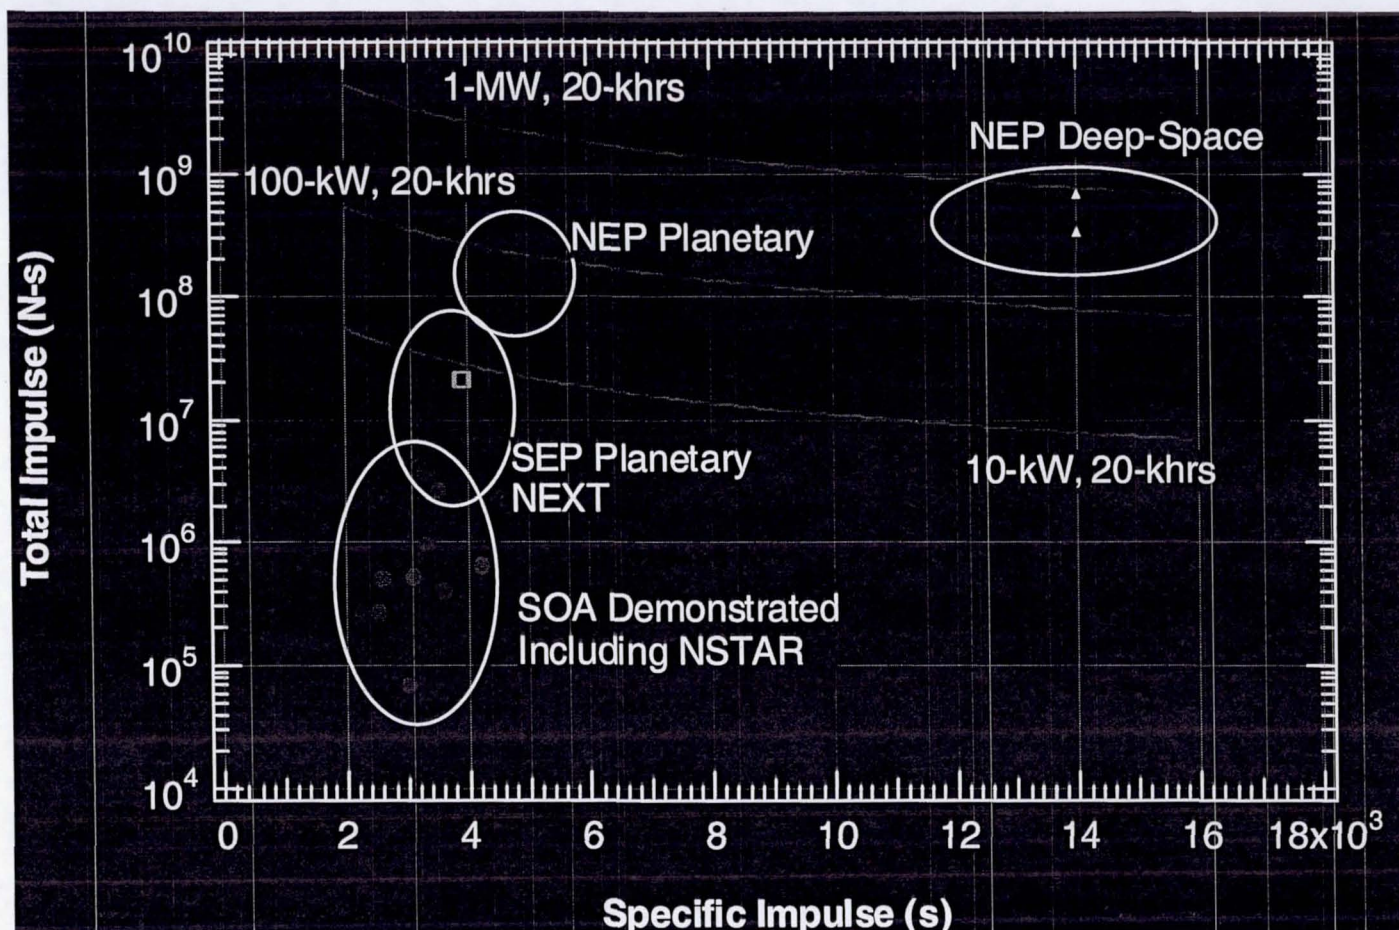 10^10
1-MW, 20-khrs
NEP Deep-Space
10^9
100-kW, 20-khrs
NEP Planetary
10^8
10^7
SEP Planetary
NEXT
10-kW, 20-khrs
10^6
SOA Demonstrated
Including NSTAR
10^5
10^4
Total Impulse (N-s)
0 2 4 6 8 10 12 14 16 18x10^3
Specific Impulse (s)